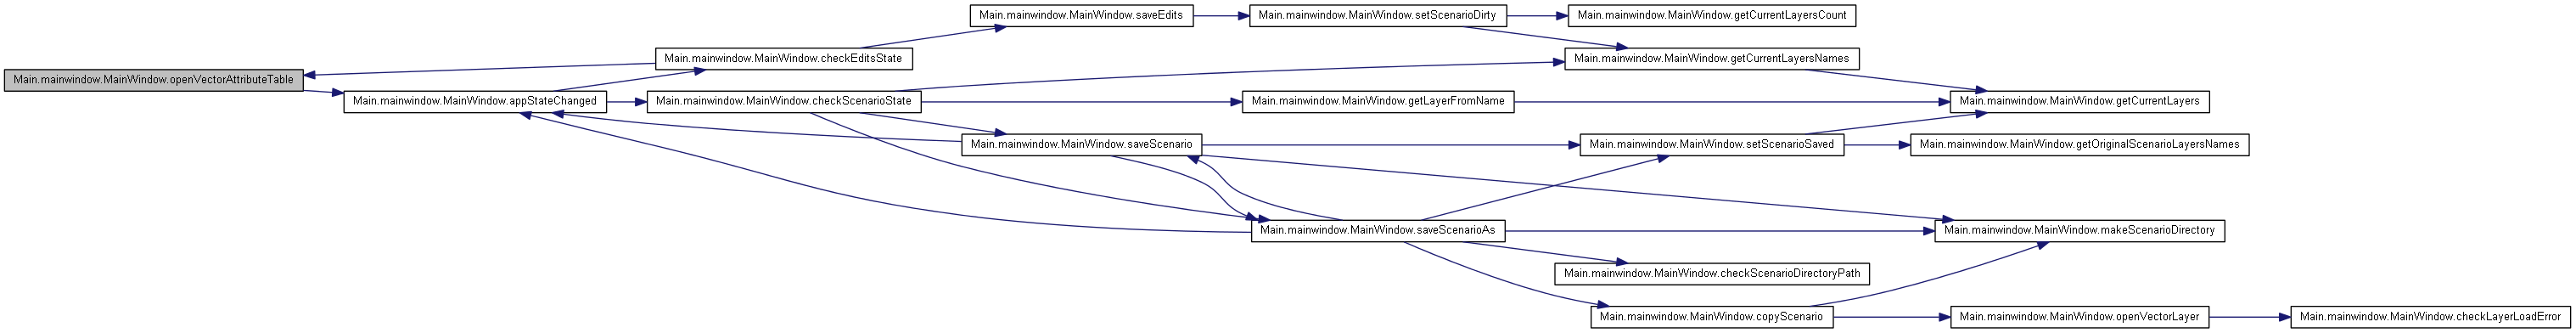 Main.mainwindow.MainWindow.openVectorAttributeTable
Main.mainwindow.MainWindow.appStateChanged
Main.mainwindow.MainWindow.checkEditsState
Main.mainwindow.MainWindow.checkScenarioState
Main.mainwindow.MainWindow.saveEdits
Main.mainwindow.MainWindow.saveScenario
Main.mainwindow.MainWindow.setScenarioDirty
Main.mainwindow.MainWindow.getLayerFromName
Main.mainwindow.MainWindow.saveScenarioAs
Main.mainwindow.MainWindow.getCurrentLayersCount
Main.mainwindow.MainWindow.getCurrentLayersNames
Main.mainwindow.MainWindow.setScenarioSaved
Main.mainwindow.MainWindow.checkScenarioDirectoryPath
Main.mainwindow.MainWindow.copyScenario
Main.mainwindow.MainWindow.getCurrentLayers
Main.mainwindow.MainWindow.getOriginalScenarioLayersNames
Main.mainwindow.MainWindow.makeScenarioDirectory
Main.mainwindow.MainWindow.openVectorLayer
Main.mainwindow.MainWindow.checkLayerLoadError